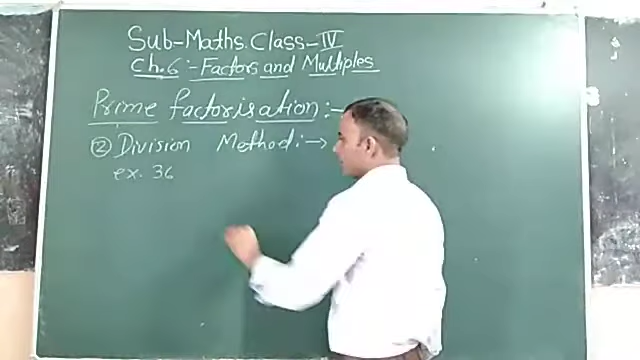 Sub-Maths. Class-IV
Ch.6:-Factors and Multiples
Prime factorisation:-
② Division Method:→
ex. 36